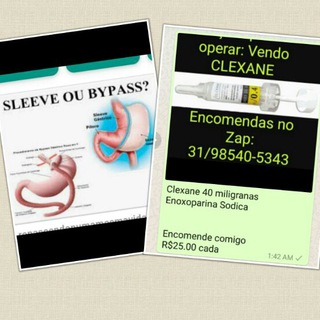 SLEEVE OU BYPASS?
Sleeve
Gástrico
Piloro
operar: Vendo
CLEXANE
Encomendas no
Zap:
31/98540-5343
Clexane 40 miligranas
Enoxoparina Sodica
Encomende comigo
R$25.00 cada
1:42 AM